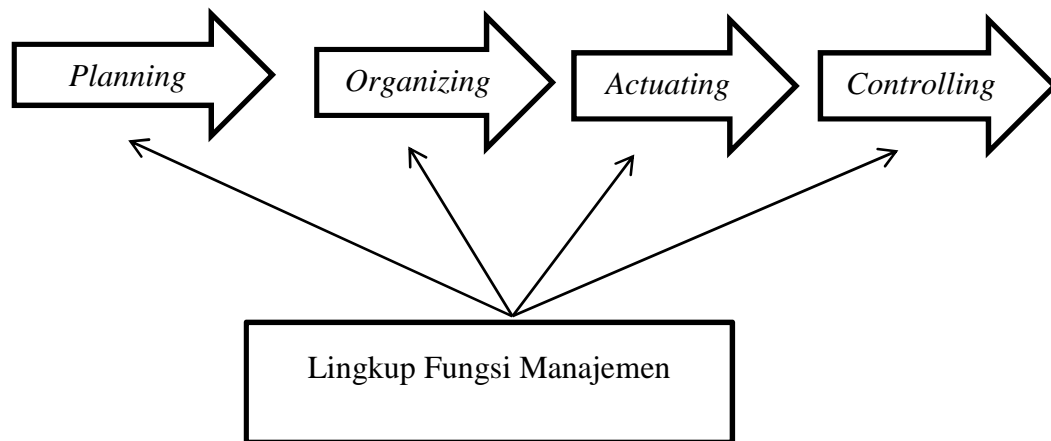 Planning
Organizing
Actuating
Controlling
Lingkup Fungsi Manajemen